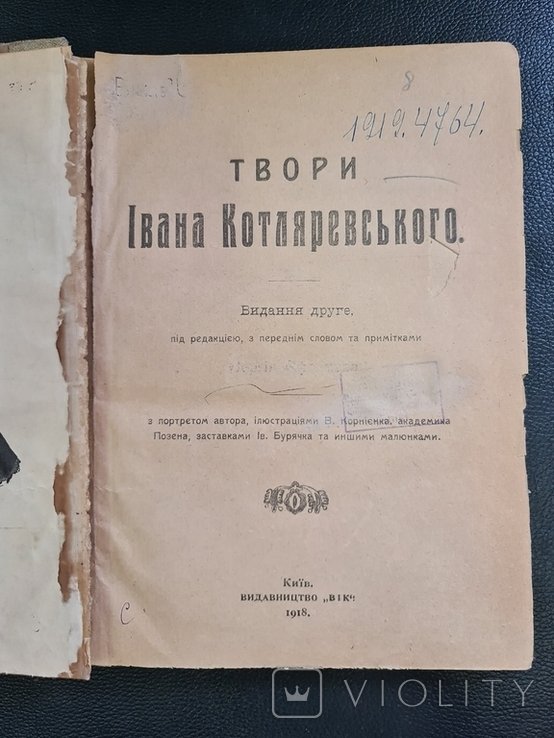 8
1919.4764.
ТВОРИ
Івана Котляревського.
Видання друге,
під редакцією, з переднім словом та примітками
з портретом автора, ілюстраціями В. Корнієнка, академика
Позена, заставками Ів. Бурячка та иншими малюнками.
Київ.
ВИДАВНИЦТВО „ВІК“
1918.
С
VIOLITY